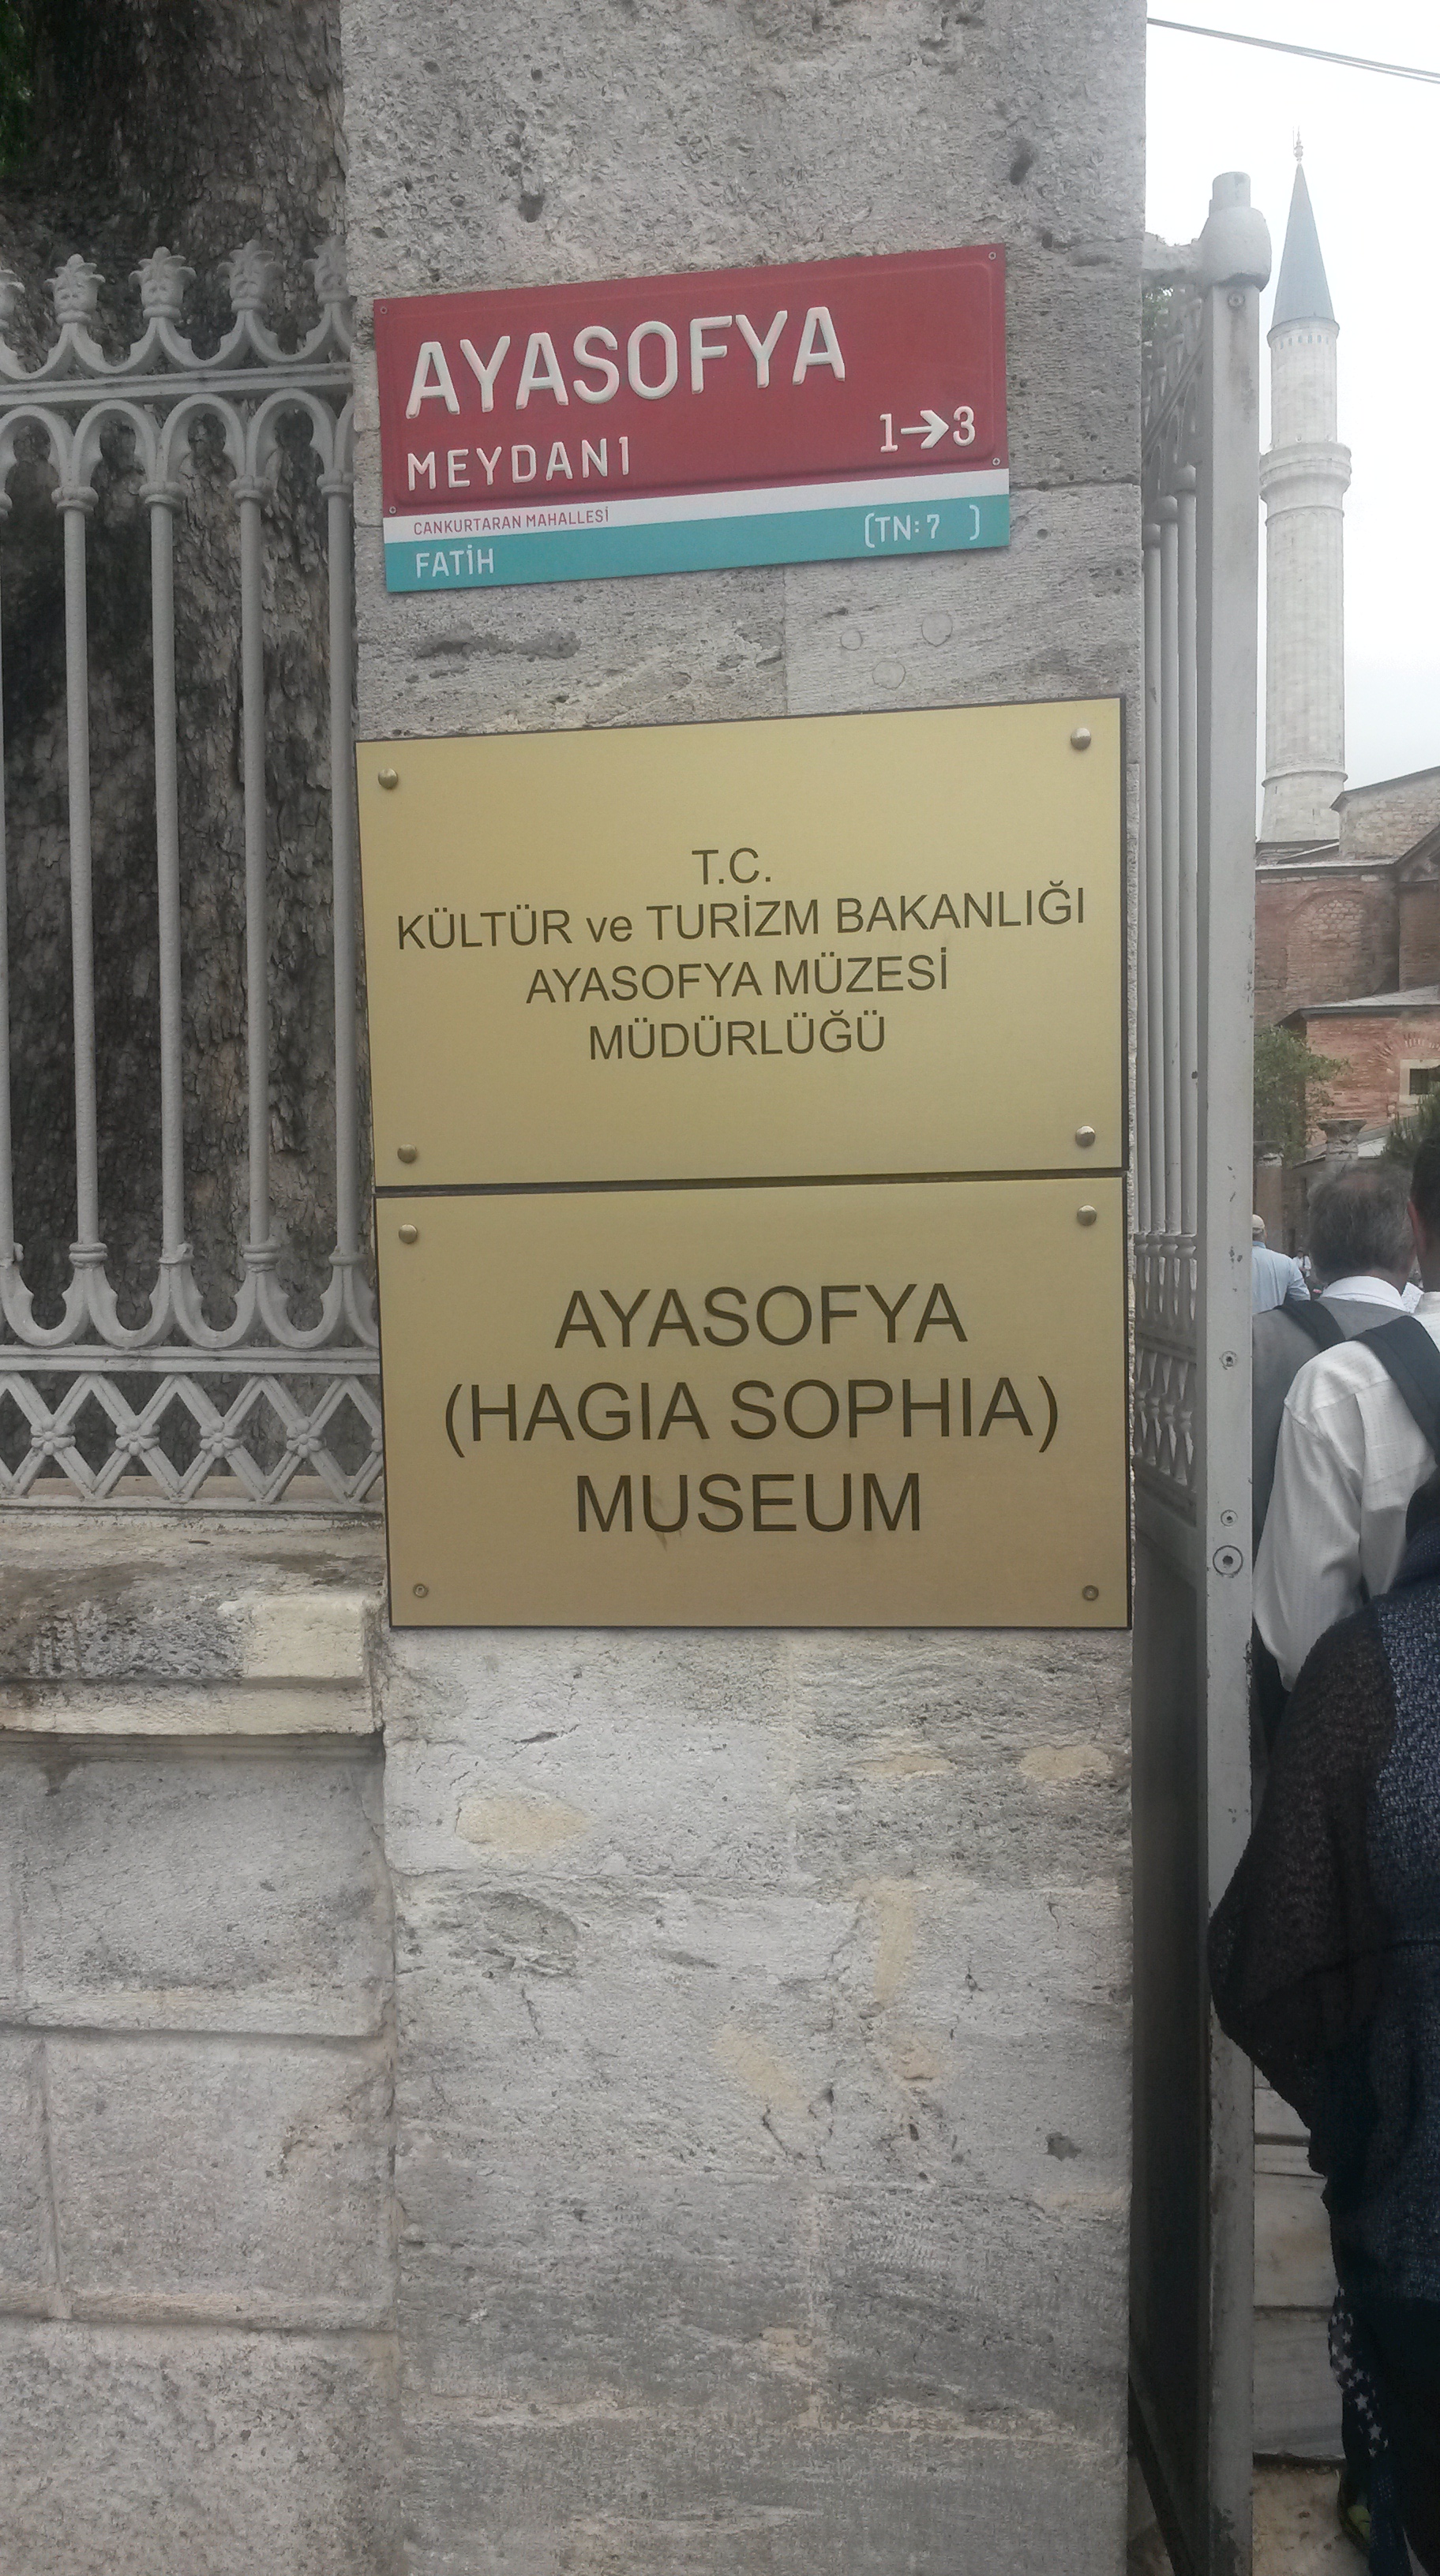 AYASOFYA
MEYDANI 1→3
CANKURTARAN MAHALLESİ
FATİH (TN: 7 )
T.C.
KÜLTÜR ve TURİZM BAKANLIĞI
AYASOFYA MÜZESİ
MÜDÜRLÜĞÜ
AYASOFYA
(HAGIA SOPHIA)
MUSEUM